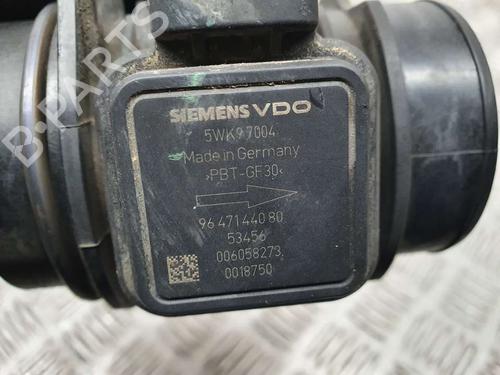 B-PARTS
SIEMENS VDO
5WK97004
Made in Germany
>PBT-GF30<
96 471 440 80
53456
006058273
0018750